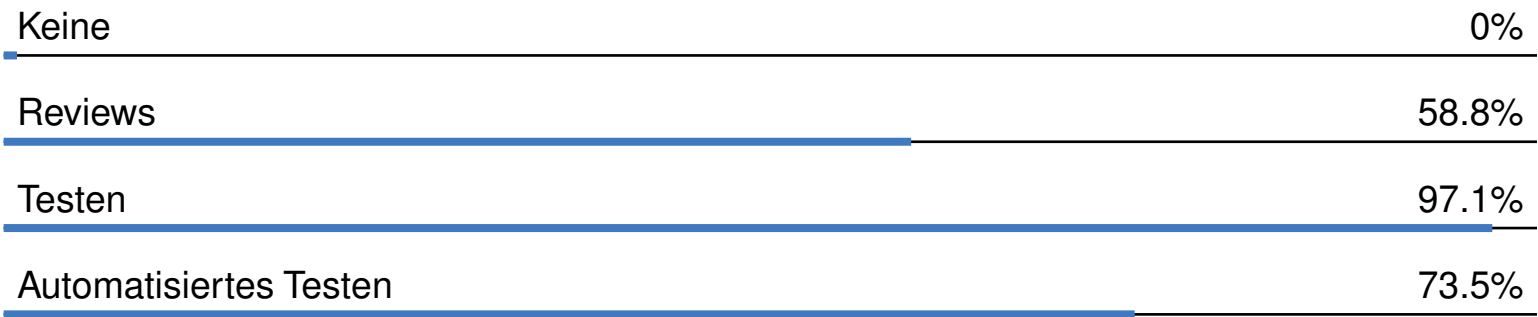 Keine 0%
Reviews 58.8%
Testen 97.1%
Automatisiertes Testen 73.5%